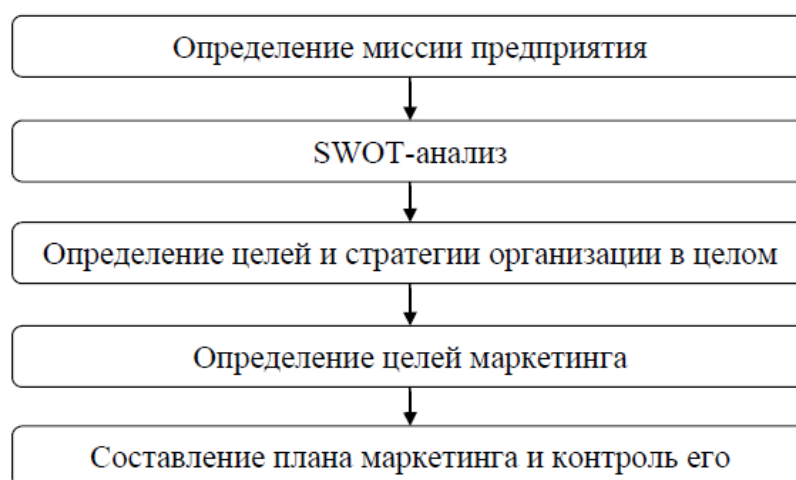 Определение миссии предприятия
SWOT-анализ
Определение целей и стратегии организации в целом
Определение целей маркетинга
Составление плана маркетинга и контроль его